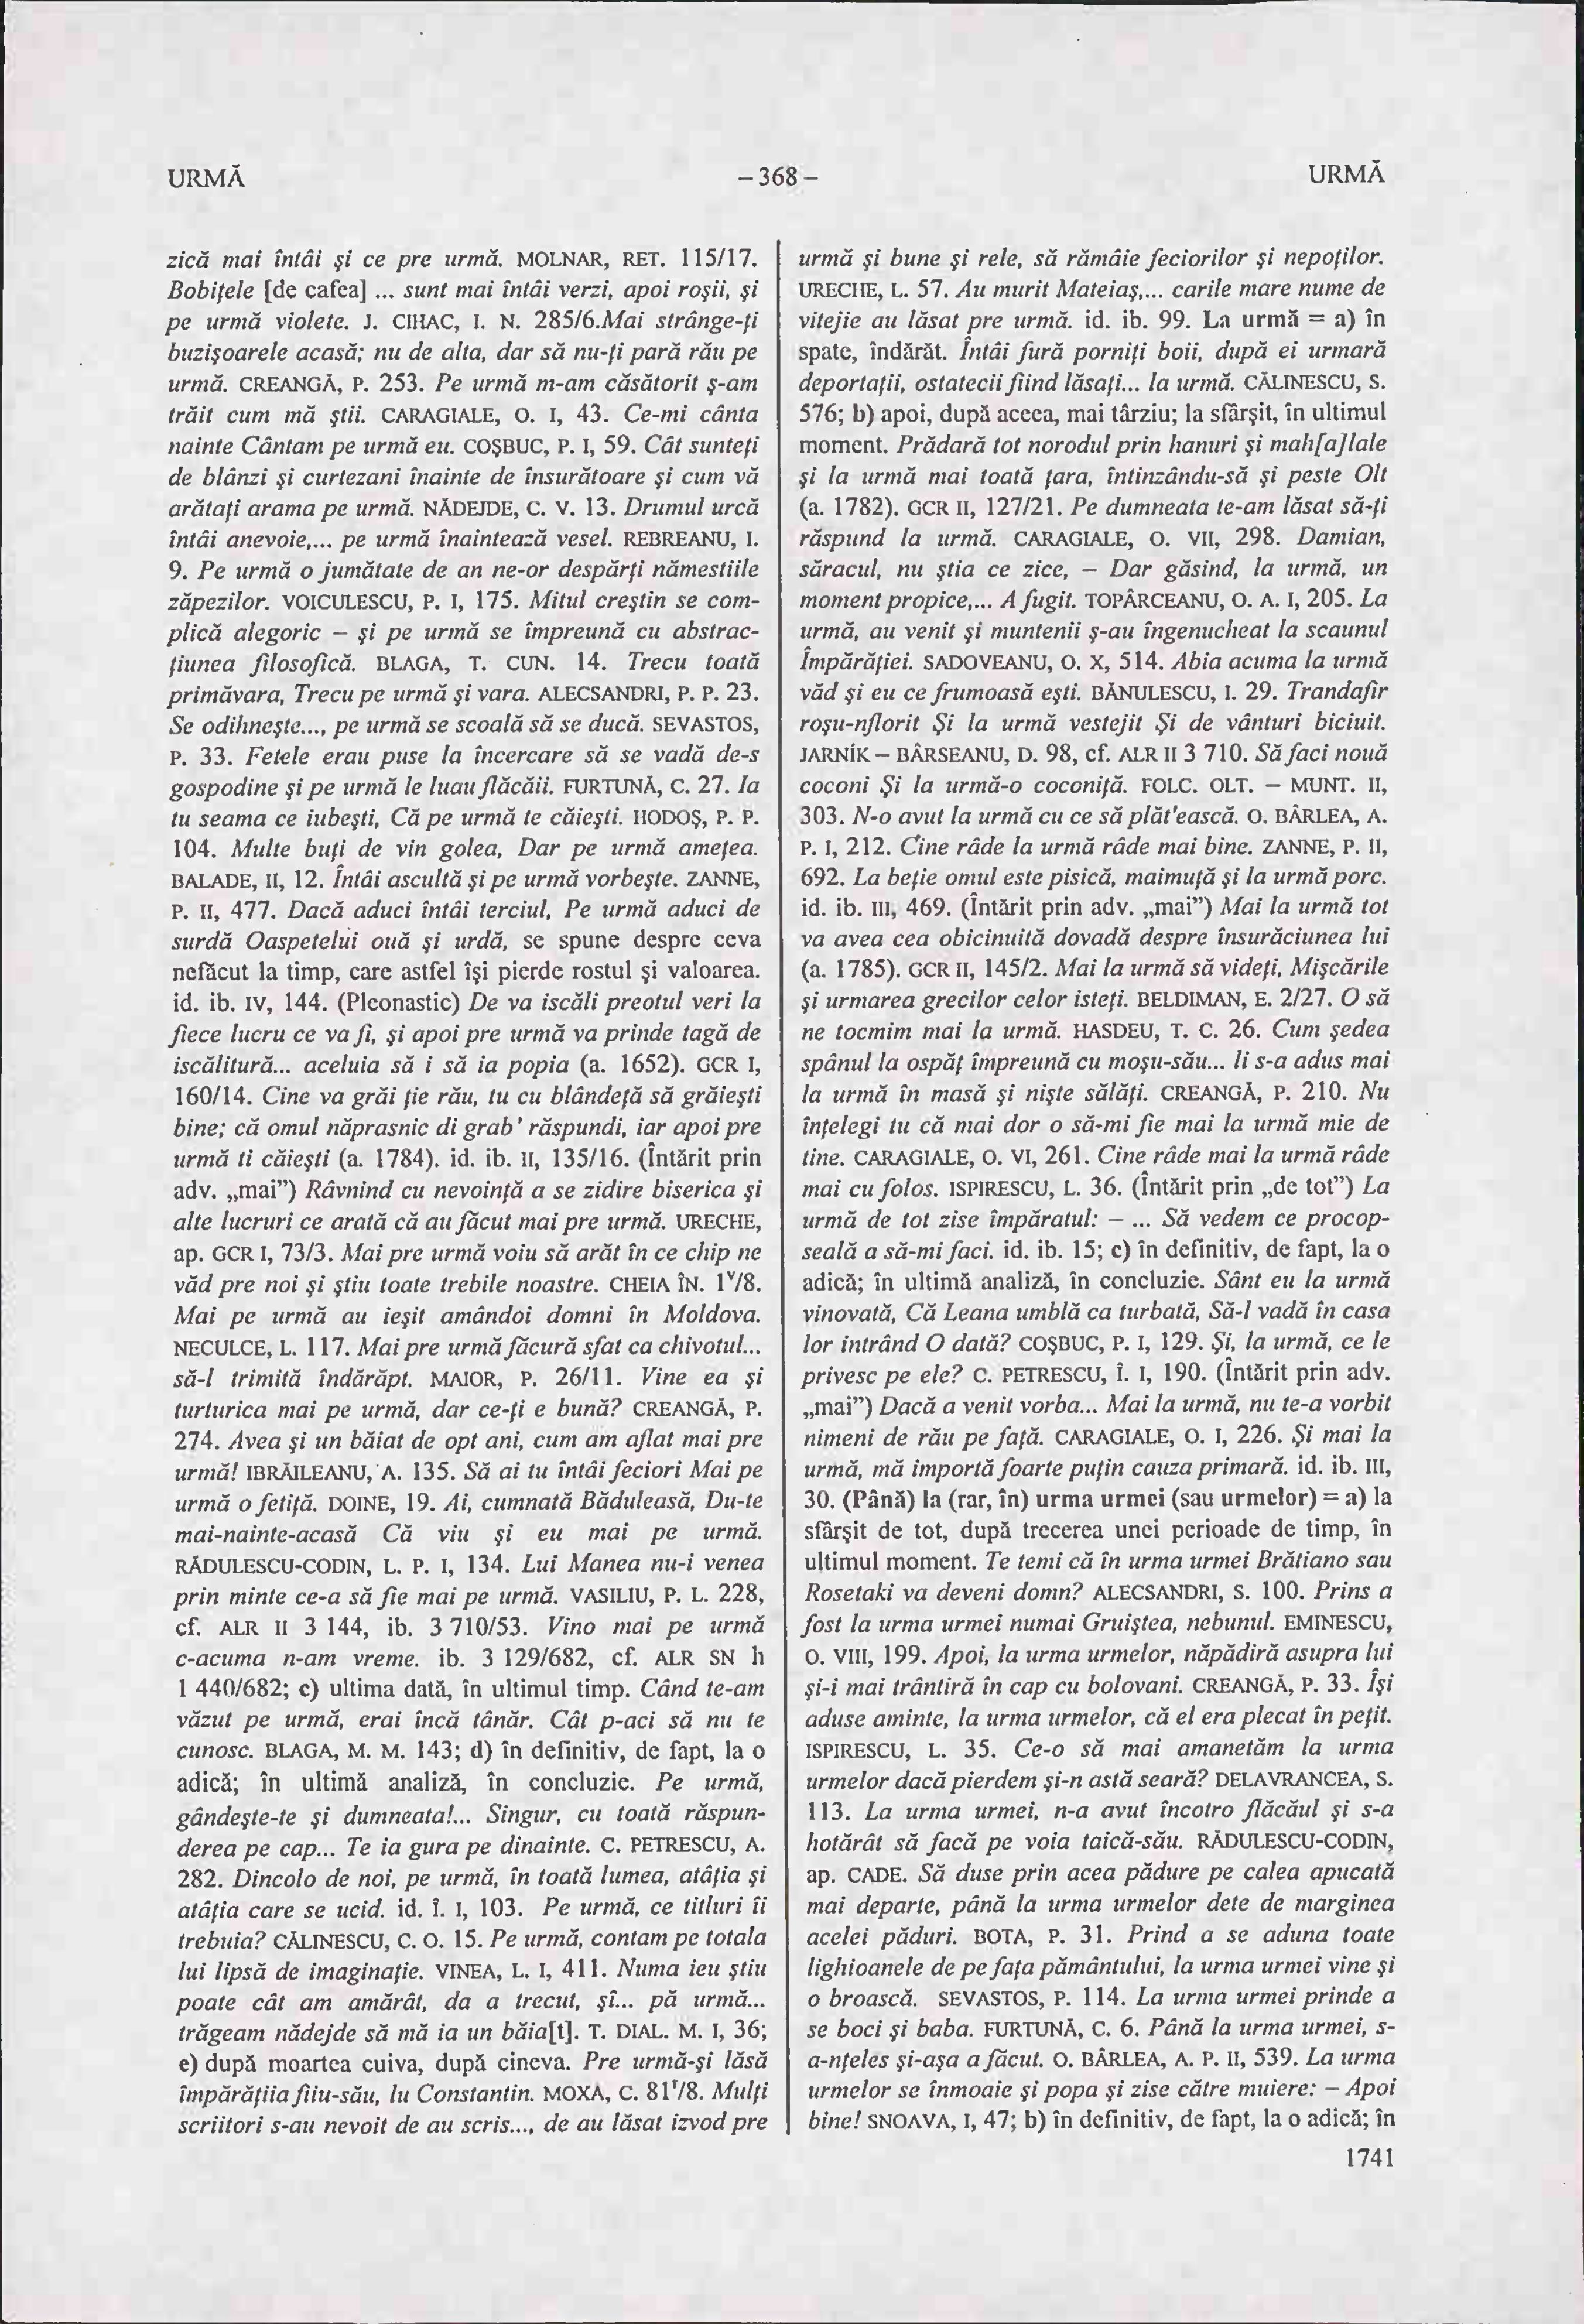 URMĂ
– 368 –
URMĂ
zică mai întâi şi ce pre urmă. MOLNAR, RET. 115/17.
Bobiţele [de cafea] ... sunt mai întâi verzi, apoi roşii, şi
pe urmă violete. J. CIHAC, I. N. 285/6.Mai strânge-ţi
buzişoarele acasă; nu de alta, dar să nu-ţi pară rău pe
urmă. CREANGĂ, P. 253. Pe urmă m-am căsătorit ş-am
trăit cum mă ştii. CARAGIALE, O. I, 43. Ce-mi cânta
nainte Cântam pe urmă eu. COŞBUC, P. I, 59. Cât sunteţi
de blânzi şi curtezani înainte de însurătoare şi cum vă
arătaţi arama pe urmă. NĂDEJDE, C. V. 13. Drumul urcă
întâi anevoie,... pe urmă înaintează vesel. REBREANU, I.
9. Pe urmă o jumătate de an ne-or despărţi nămestiile
zăpezilor. VOICULESCU, P. I, 175. Mitul creştin se com-
plică alegoric – şi pe urmă se împreună cu abstrac-
ţiunea filosofică. BLAGA, T. CUN. 14. Trecu toată
primăvara, Trecu pe urmă şi vara. ALECSANDRI, P. P. 23.
Se odihneşte..., pe urmă se scoală să se ducă. SEVASTOS,
P. 33. Fetele erau puse la încercare să se vadă de-s
gospodine şi pe urmă le luau flăcăii. FURTUNĂ, C. 27. Ia
tu seama ce iubeşti, Că pe urmă te căieşti. HODOŞ, P. P.
104. Multe buţi de vin golea, Dar pe urmă ameţea.
BALADE, II, 12. Întâi ascultă şi pe urmă vorbeşte. ZANNE,
P. II, 477. Dacă aduci întâi terciul, Pe urmă aduci de
surdă Oaspetelui ouă şi urdă, se spune despre ceva
nefăcut la timp, care astfel îşi pierde rostul şi valoarea.
id. ib. IV, 144. (Pleonastic) De va iscăli preotul veri la
fiece lucru ce va fi, şi apoi pre urmă va prinde tagă de
iscălitură... aceluia să i să ia popia (a. 1652). GCR I,
160/14. Cine va grăi ţie rău, tu cu blândeţă să grăieşti
bine; că omul năprasnic di grab' răspundi, iar apoi pre
urmă ti căieşti (a. 1784). id. ib. II, 135/16. (Întărit prin
adv. „mai”) Râvnind cu nevoinţă a se zidire biserica şi
alte lucruri ce arată că au făcut mai pre urmă. URECHE,
ap. GCR I, 73/3. Mai pre urmă voiu să arăt în ce chip ne
văd pre noi şi ştiu toate trebile noastre. CHEIA ÎN. 1ᵛ/8.
Mai pe urmă au ieşit amândoi domni în Moldova.
NECULCE, L. 117. Mai pre urmă făcură sfat ca chivotul...
să-l trimită îndărăpt. MAIOR, P. 26/11. Vine ea şi
turturica mai pe urmă, dar ce-ţi e bună? CREANGĂ, P.
274. Avea şi un băiat de opt ani, cum am aflat mai pre
urmă! IBRĂILEANU, A. 135. Să ai tu întâi feciori Mai pe
urmă o fetiţă. DOINE, 19. Ai, cumnată Băduleasă, Du-te
mai-nainte-acasă Că viu şi eu mai pe urmă.
RĂDULESCU-CODIN, L. P. I, 134. Lui Manea nu-i venea
prin minte ce-a să fie mai pe urmă. VASILIU, P. L. 228,
cf. ALR II 3 144, ib. 3 710/53. Vino mai pe urmă
c-acuma n-am vreme. ib. 3 129/682, cf. ALR SN h
1 440/682; c) ultima dată, în ultimul timp. Când te-am
văzut pe urmă, erai încă tânăr. Cât p-aci să nu te
cunosc. BLAGA, M. M. 143; d) în definitiv, de fapt, la o
adică; în ultimă analiză, în concluzie. Pe urmă,
gândeşte-te şi dumneata!... Singur, cu toată răspun-
derea pe cap... Te ia gura pe dinainte. C. PETRESCU, A.
282. Dincolo de noi, pe urmă, în toată lumea, atâţia şi
atâţia care se ucid. id. Î. I, 103. Pe urmă, ce titluri îi
trebuia? CĂLINESCU, C. O. 15. Pe urmă, contam pe totala
lui lipsă de imaginaţie. VINEA, L. I, 411. Numa ieu ştiu
poate cât am amărât, da a trecut, şî... pă urmă...
trăgeam nădejde să mă ia un băia[t]. T. DIAL. M. I, 36;
e) după moartea cuiva, după cineva. Pre urmă-şi lăsă
împărăţiia fiiu-său, lu Constantin. MOXA, C. 81ʳ/8. Mulţi
scriitori s-au nevoit de au scris..., de au lăsat izvod pre
urmă şi bune şi rele, să rămâie feciorilor şi nepoţilor.
URECHE, L. 57. Au murit Mateiaş,... carile mare nume de
vitejie au lăsat pre urmă. id. ib. 99. La urmă = a) în
spate, îndărăt. Întâi fură porniţi boii, după ei urmară
deportaţii, ostatecii fiind lăsaţi... la urmă. CĂLINESCU, S.
576; b) apoi, după aceea, mai târziu; la sfârşit, în ultimul
moment. Prădară tot norodul prin hanuri şi mah[a]lale
şi la urmă mai toată ţara, întinzându-să şi peste Olt
(a. 1782). GCR II, 127/21. Pe dumneata te-am lăsat să-ţi
răspund la urmă. CARAGIALE, O. VII, 298. Damian,
săracul, nu ştia ce zice, – Dar găsind, la urmă, un
moment propice,... A fugit. TOPÂRCEANU, O. A. I, 205. La
urmă, au venit şi muntenii ş-au îngenucheat la scaunul
Împărăţiei. SADOVEANU, O. X, 514. Abia acuma la urmă
văd şi eu ce frumoasă eşti. BĂNULESCU, I. 29. Trandafir
roşu-nflorit Şi la urmă vestejit Şi de vânturi biciuit.
JARNÍK – BÂRSEANU, D. 98, cf. ALR II 3 710. Să faci nouă
coconi Şi la urmă-o coconiţă. FOLC. OLT. – MUNT. II,
303. N-o avut la urmă cu ce să plăt'ească. O. BÂRLEA, A.
P. I, 212. Cine râde la urmă râde mai bine. ZANNE, P. II,
692. La beţie omul este pisică, maimuţă şi la urmă porc.
id. ib. III, 469. (Întărit prin adv. „mai”) Mai la urmă tot
va avea cea obicinuită dovadă despre însurăciunea lui
(a. 1785). GCR II, 145/2. Mai la urmă să videţi, Mişcările
şi urmarea grecilor celor isteţi. BELDIMAN, E. 2/27. O să
ne tocmim mai la urmă. HASDEU, T. C. 26. Cum şedea
spânul la ospăţ împreună cu moşu-său... li s-a adus mai
la urmă în masă şi nişte sălăţi. CREANGĂ, P. 210. Nu
înţelegi tu că mai dor o să-mi fie mai la urmă mie de
tine. CARAGIALE, O. VI, 261. Cine râde mai la urmă râde
mai cu folos. ISPIRESCU, L. 36. (Întărit prin „de tot”) La
urmă de tot zise împăratul: – ... Să vedem ce procop-
seală a să-mi faci. id. ib. 15; c) în definitiv, de fapt, la o
adică; în ultimă analiză, în concluzie. Sânt eu la urmă
vinovată, Că Leana umblă ca turbată, Să-l vadă în casa
lor intrând O dată? COŞBUC, P. I, 129. Şi, la urmă, ce le
privesc pe ele? C. PETRESCU, Î. I, 190. (Întărit prin adv.
„mai”) Dacă a venit vorba... Mai la urmă, nu te-a vorbit
nimeni de rău pe faţă. CARAGIALE, O. I, 226. Şi mai la
urmă, mă importă foarte puţin cauza primară. id. ib. III,
30. (Până) la (rar, în) urma urmei (sau urmelor) = a) la
sfârşit de tot, după trecerea unei perioade de timp, în
ultimul moment. Te temi că în urma urmei Brătiano sau
Rosetaki va deveni domn? ALECSANDRI, S. 100. Prins a
fost la urma urmei numai Gruiştea, nebunul. EMINESCU,
O. VIII, 199. Apoi, la urma urmelor, năpădiră asupra lui
şi-i mai trântiră în cap cu bolovani. CREANGĂ, P. 33. Îşi
aduse aminte, la urma urmelor, că el era plecat în peţit.
ISPIRESCU, L. 35. Ce-o să mai amanetăm la urma
urmelor dacă pierdem şi-n astă seară? DELAVRANCEA, S.
113. La urma urmei, n-a avut încotro flăcăul şi s-a
hotărât să facă pe voia taică-său. RĂDULESCU-CODIN,
ap. CADE. Să duse prin acea pădure pe calea apucată
mai departe, până la urma urmelor dete de marginea
acelei păduri. BOTA, P. 31. Prind a se aduna toate
lighioanele de pe faţa pământului, la urma urmei vine şi
o broască. SEVASTOS, P. 114. La urma urmei prinde a
se boci şi baba. FURTUNĂ, C. 6. Până la urma urmei, s-
a-nţeles şi-aşa a făcut. O. BÂRLEA, A. P. II, 539. La urma
urmelor se înmoaie şi popa şi zise către muiere: – Apoi
bine! SNOAVA, I, 47; b) în definitiv, de fapt, la o adică; în
1741